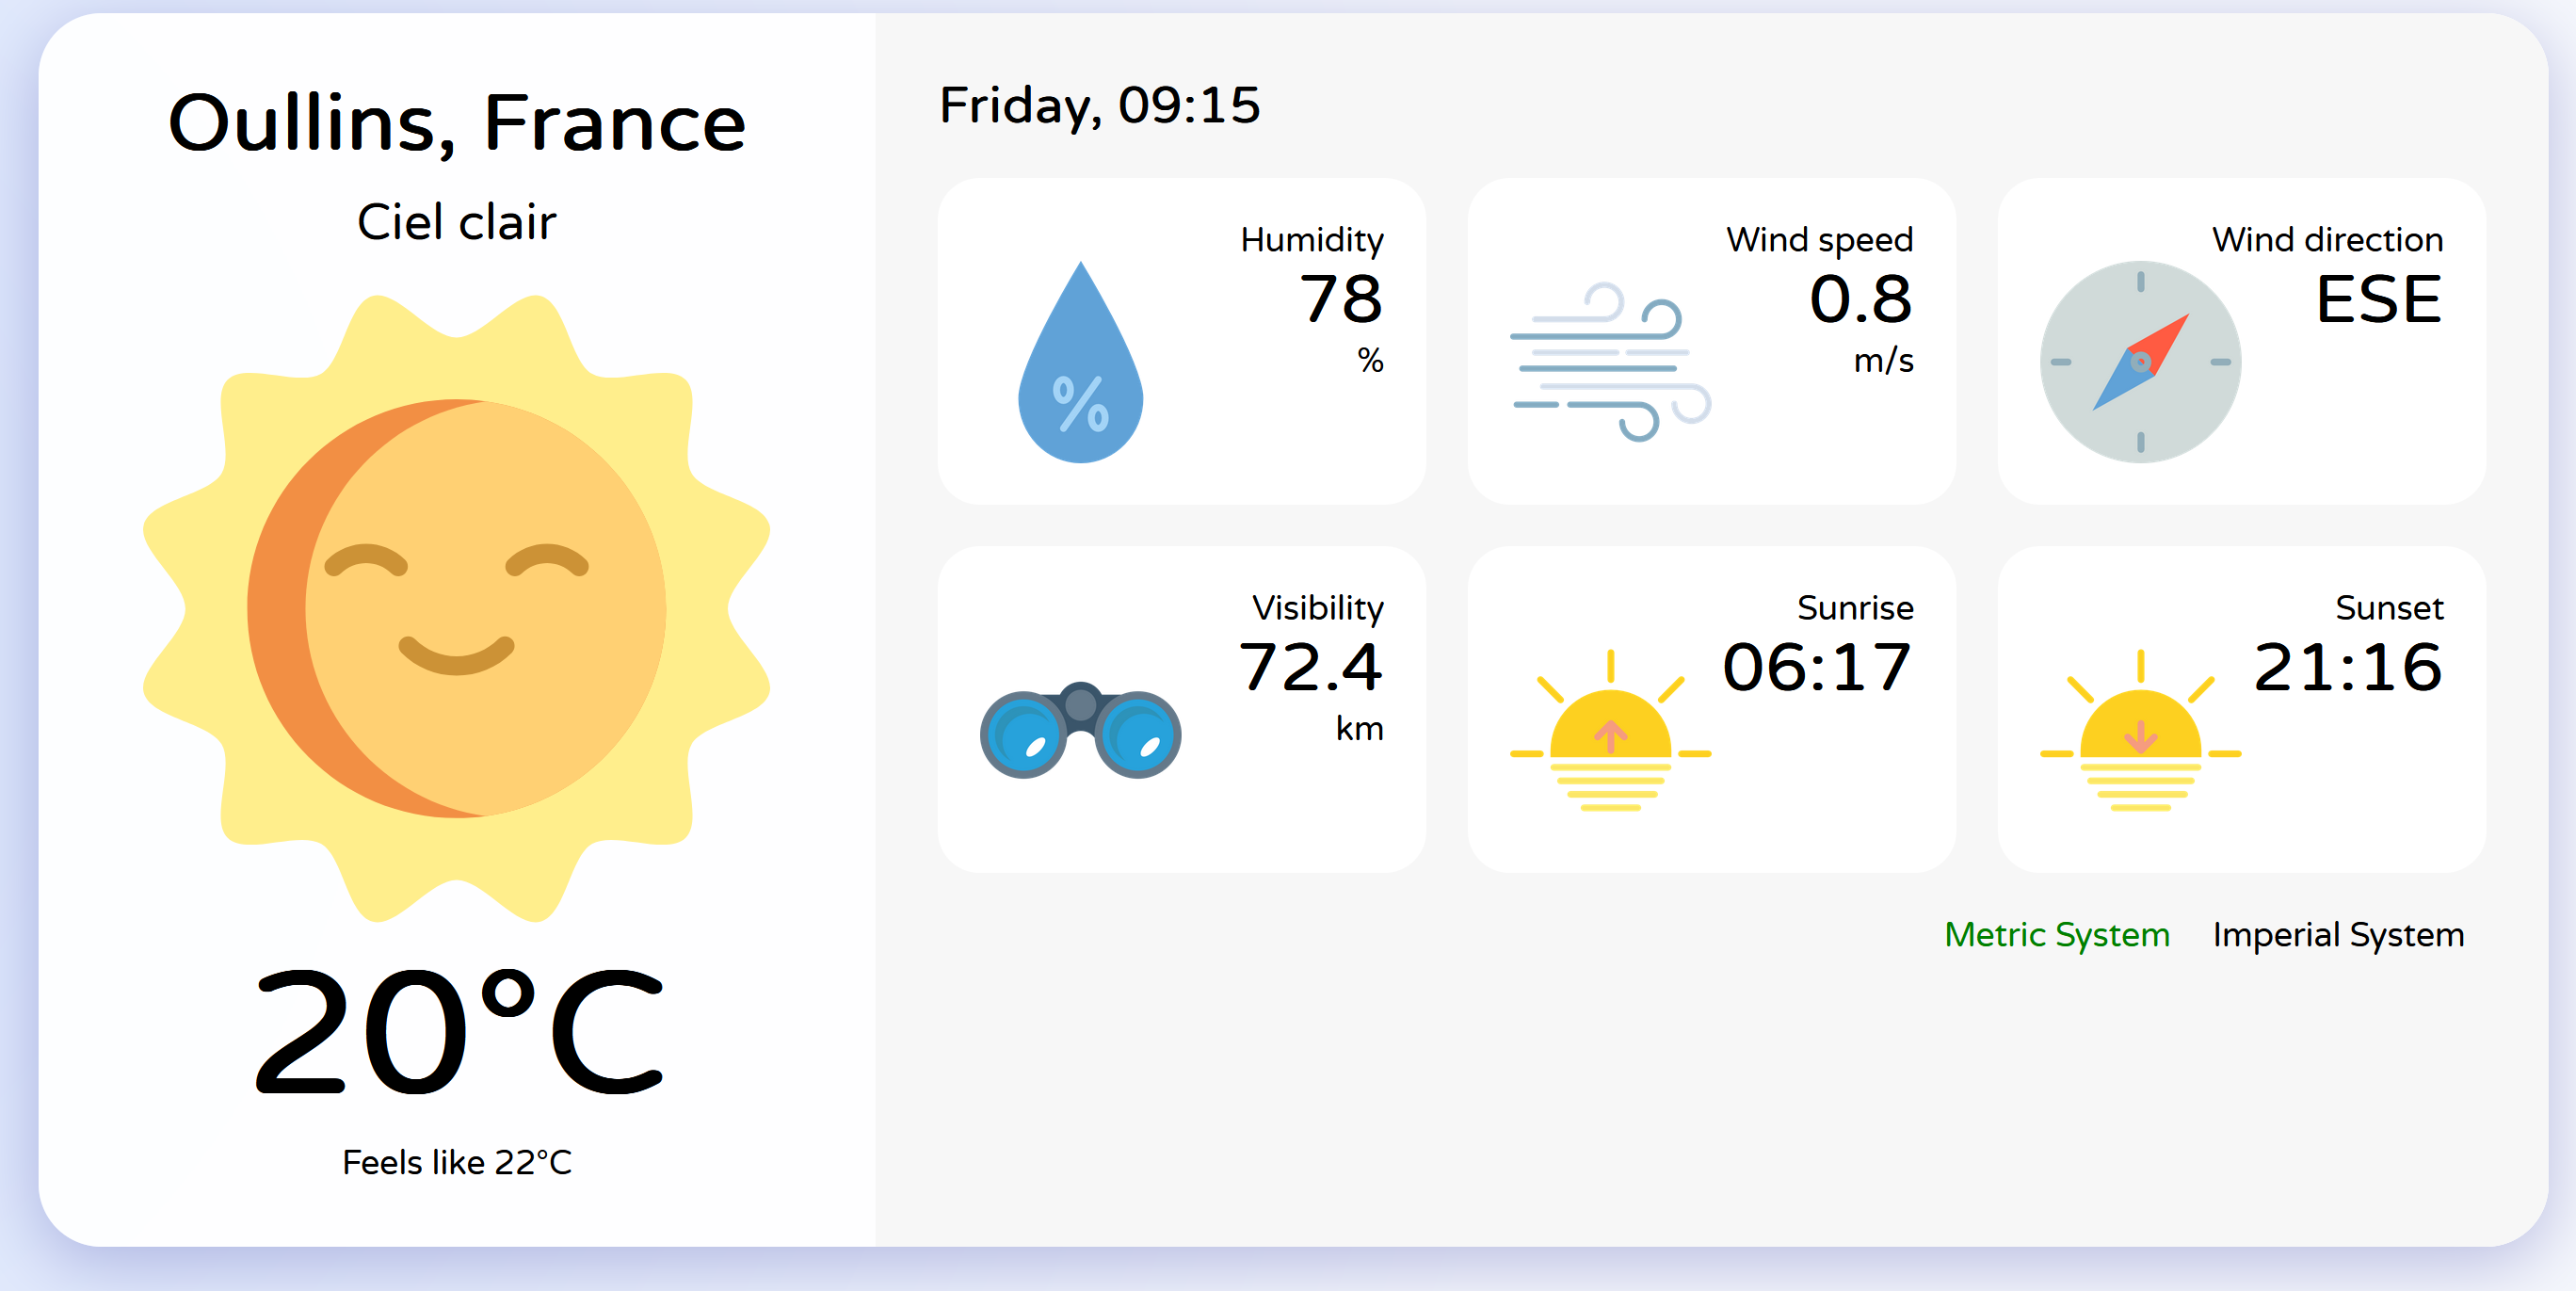 Oullins, France
Ciel clair
20°C
Feels like 22°C
Friday, 09:15
Humidity
78
%
%
Wind speed
0.8
m/s
Wind direction
ESE
Visibility
72.4
km
Sunrise
06:17
Sunset
21:16
Metric System
Imperial System